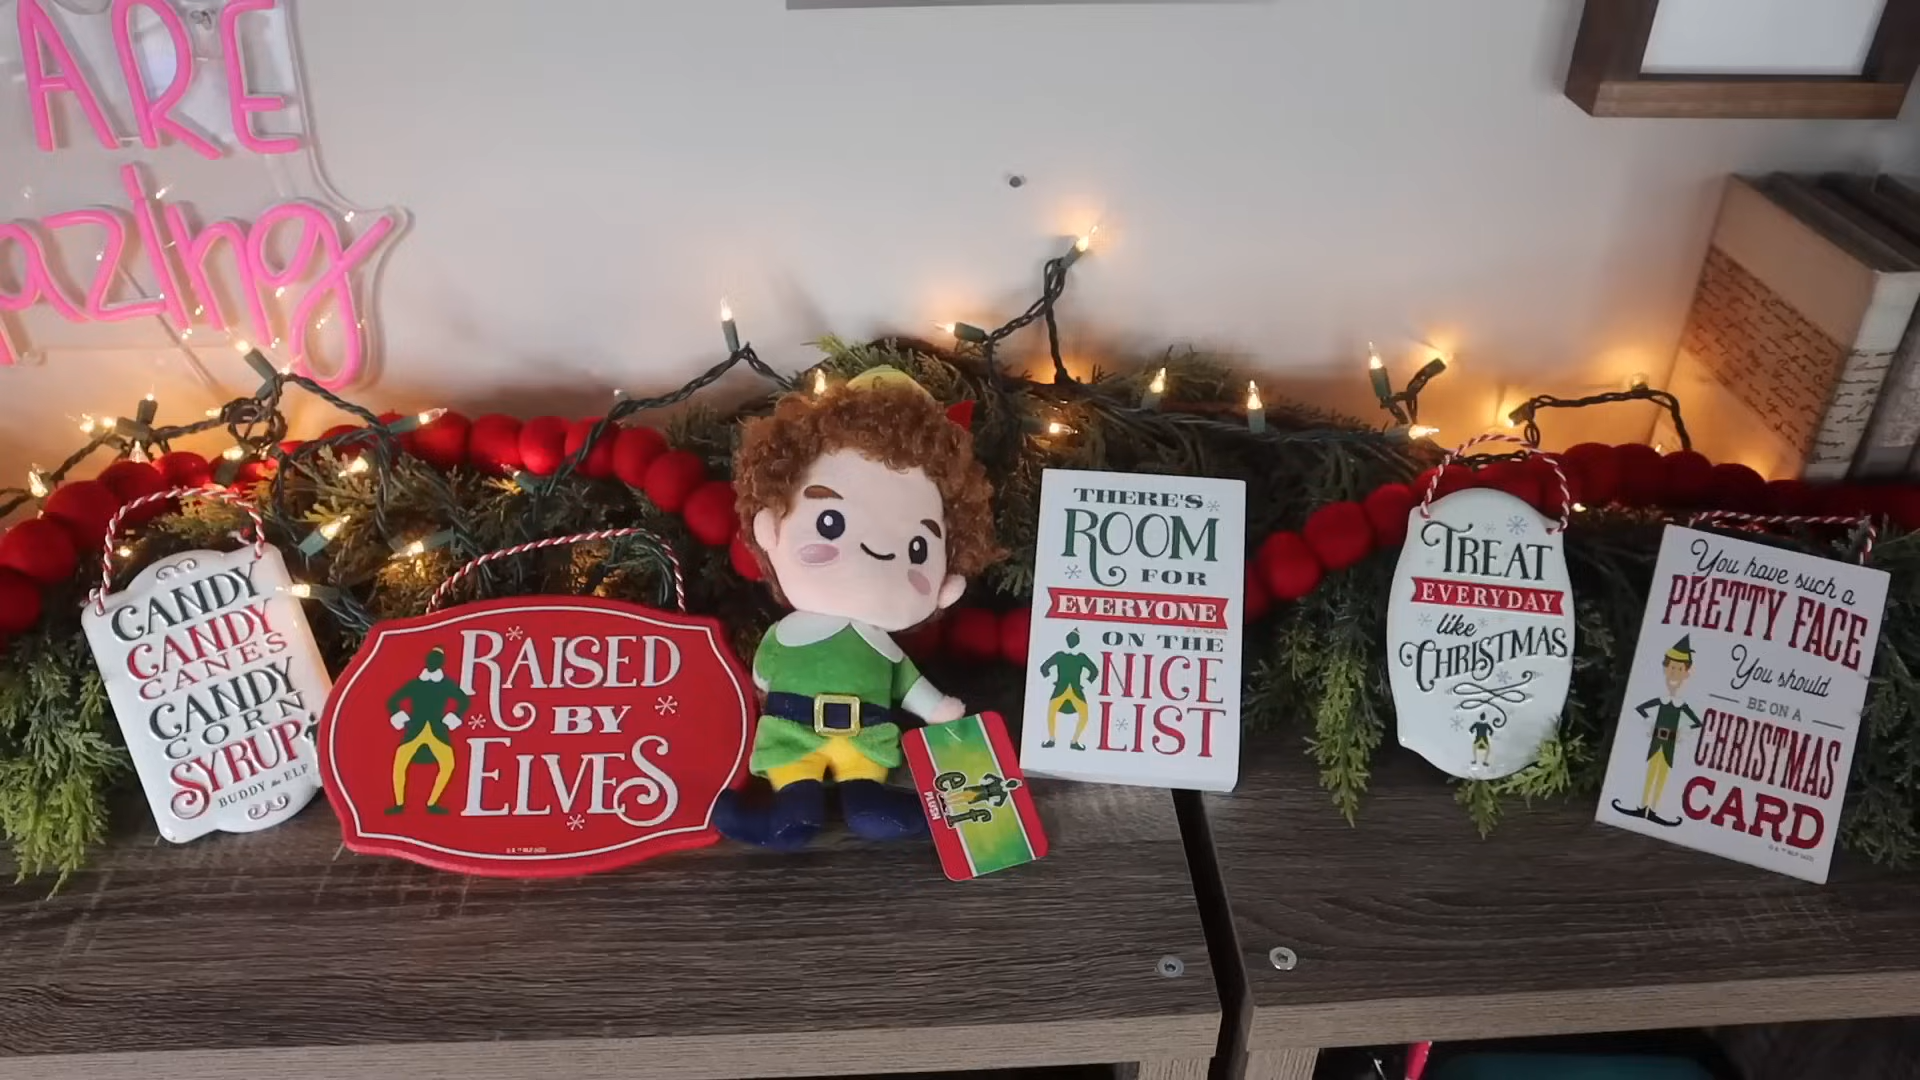 ARE
azing
CANDY
CANDY
CANES
CANDY
CORN
SYRUP
BUDDY the ELF
RAISED
BY
ELVES
elf
PLUSH
THERE'S
ROOM
FOR
EVERYONE
ON THE
NICE
LIST
TREAT
EVERYDAY
like
CHRISTMAS
You have such a
PRETTY FACE
You should
BE ON A
CHRISTMAS
CARD